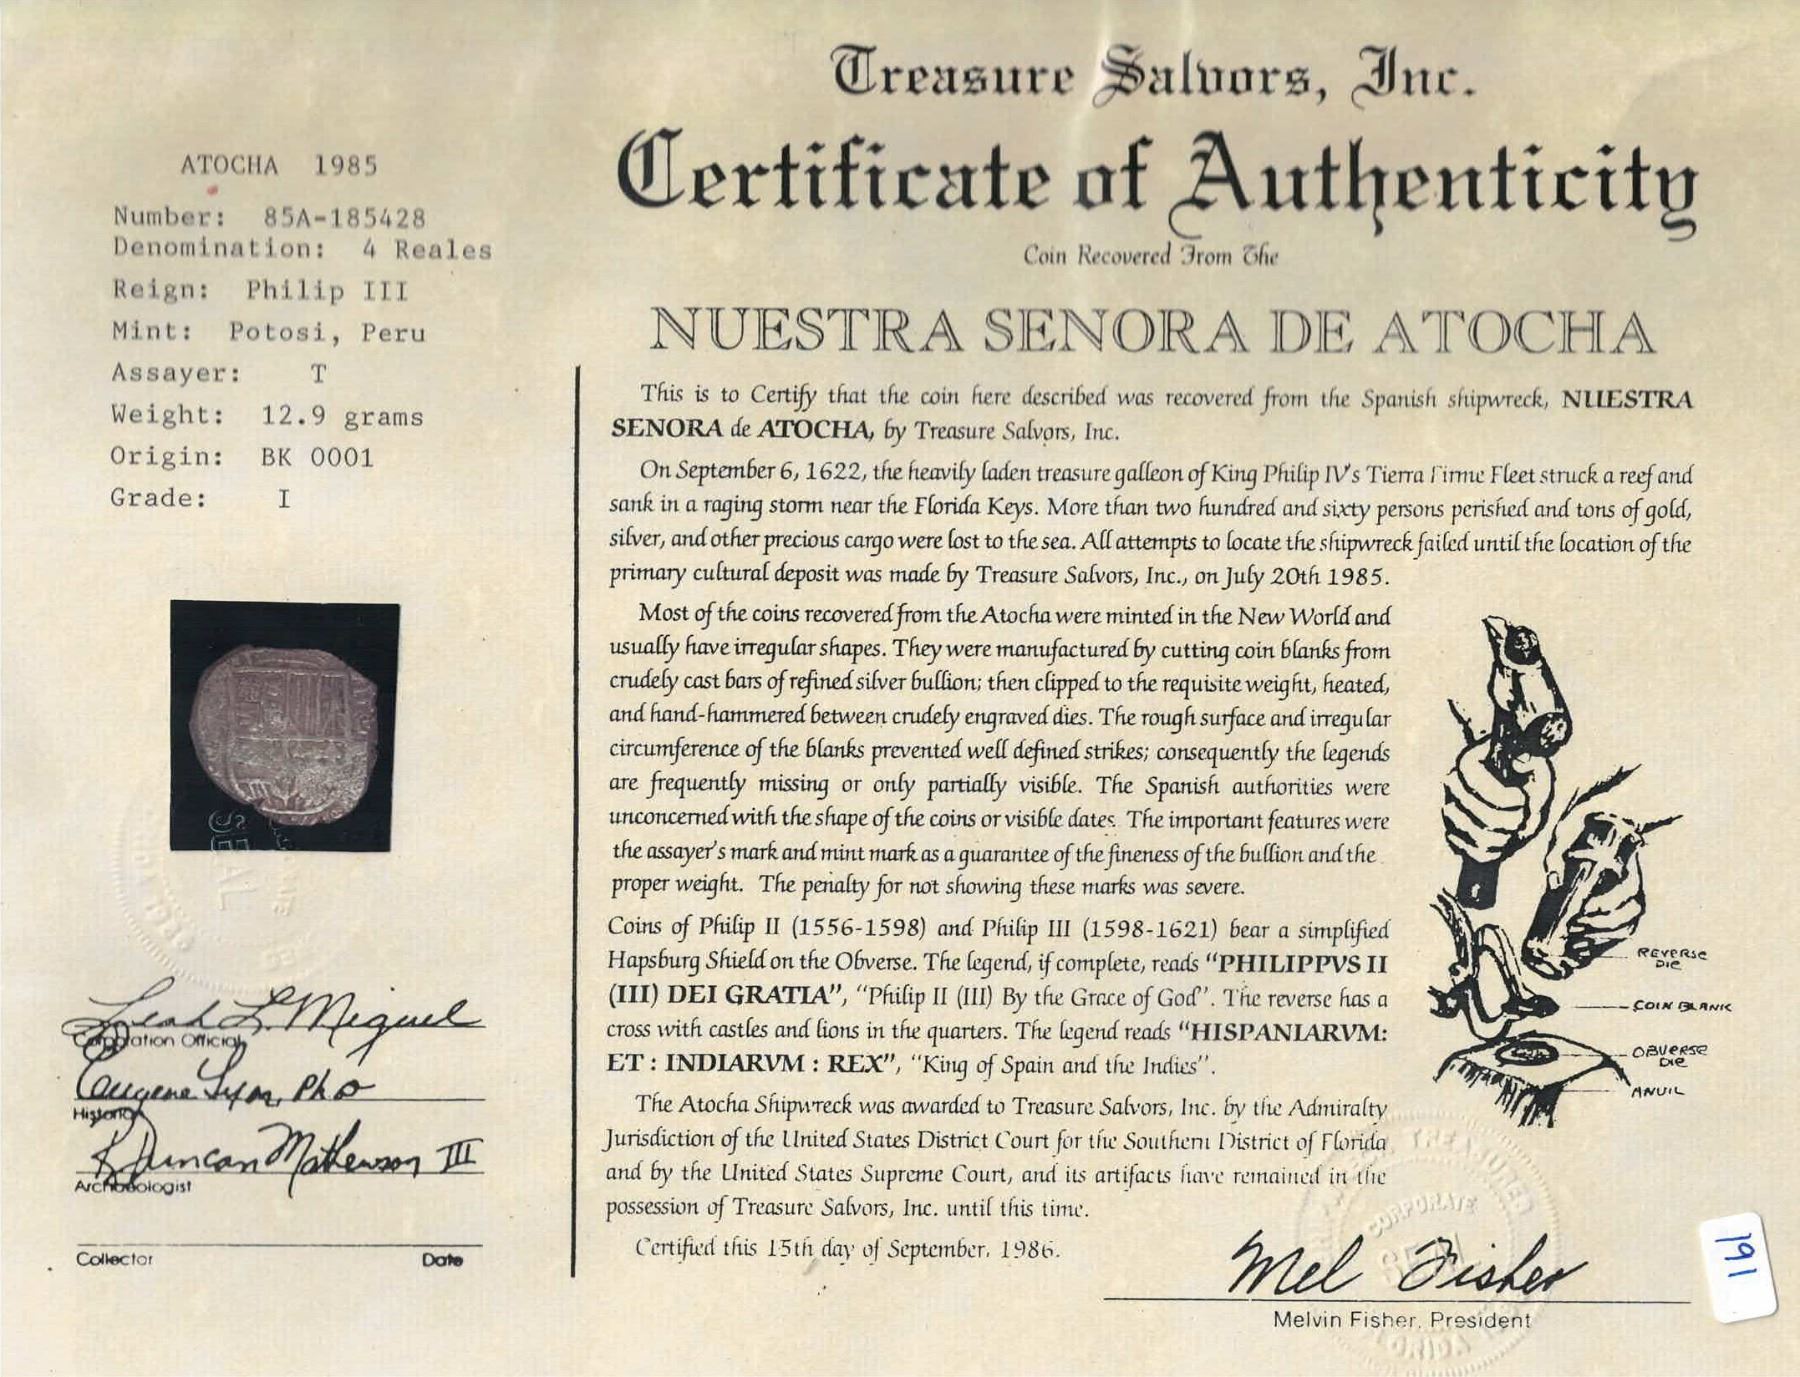 Treasure Salvors, Inc.
Certificate of Authenticity
Coin Recovered From The
NUESTRA SENORA DE ATOCHA
ATOCHA 1985
Number: 85A-185428
Denomination: 4 Reales
Reign: Philip III
Mint: Potosi, Peru
Assayer: T
Weight: 12.9 grams
Origin: BK 0001
Grade: I
SEAL
Leah L. Miguel
Corporation Official
Eugene Lyon, PhD
Historian
R Duncan Mathewson III
Archaeologist
Collector Date
This is to Certify that the coin here described was recovered from the Spanish shipwreck, NUESTRA
SENORA de ATOCHA, by Treasure Salvors, Inc.
On September 6, 1622, the heavily laden treasure galleon of King Philip IV's Tierra Firme Fleet struck a reef and
sank in a raging storm near the Florida Keys. More than two hundred and sixty persons perished and tons of gold,
silver, and other precious cargo were lost to the sea. All attempts to locate the shipwreck failed until the location of the
primary cultural deposit was made by Treasure Salvors, Inc., on July 20th 1985.
Most of the coins recovered from the Atocha were minted in the New World and
usually have irregular shapes. They were manufactured by cutting coin blanks from
crudely cast bars of refined silver bullion; then clipped to the requisite weight, heated,
and hand-hammered between crudely engraved dies. The rough surface and irregular
circumference of the blanks prevented well defined strikes; consequently the legends
are frequently missing or only partially visible. The Spanish authorities were
unconcerned with the shape of the coins or visible dates. The important features were
the assayer's mark and mint mark as a guarantee of the fineness of the bullion and the
proper weight. The penalty for not showing these marks was severe.
Coins of Philip II (1556-1598) and Philip III (1598-1621) bear a simplified
Hapsburg Shield on the Obverse. The legend, if complete, reads "PHILIPPVS II
(III) DEI GRATIA", "Philip II (III) By the Grace of God". The reverse has a
cross with castles and lions in the quarters. The legend reads "HISPANIARVM:
ET : INDIARVM : REX", "King of Spain and the Indies".
The Atocha Shipwreck was awarded to Treasure Salvors, Inc. by the Admiralty
Jurisdiction of the United States District Court for the Southern District of Florida
and by the United States Supreme Court, and its artifacts have remained in the
possession of Treasure Salvors, Inc. until this time.
Certified this 15th day of September, 1986.
REVERSE
DIE
COIN BLANK
OBVERSE
DIE
ANVIL
CORPORATE
SEAL
Mel Fisher
Melvin Fisher, President
191